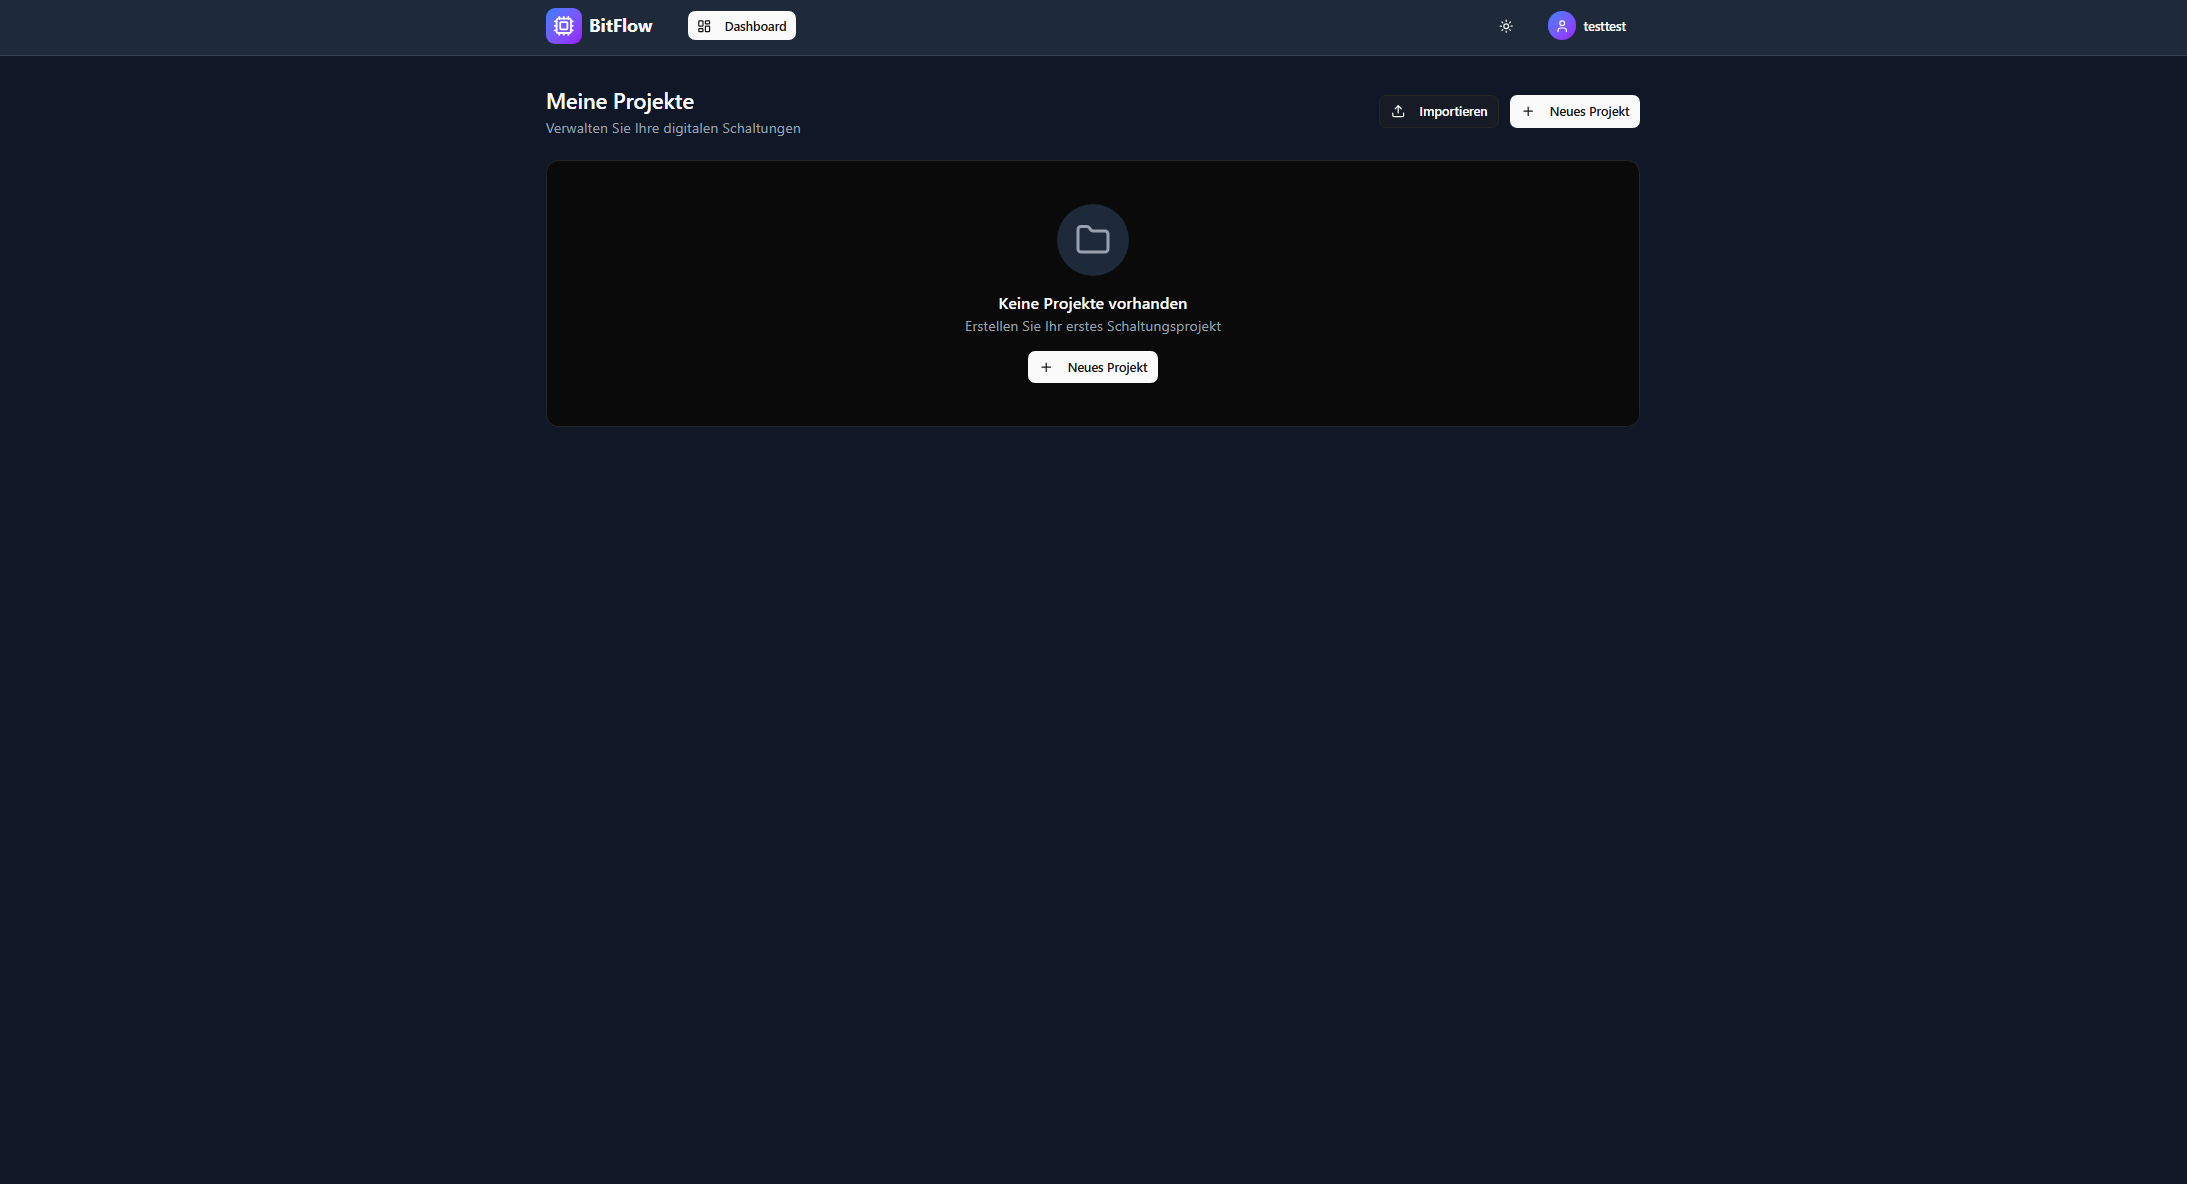 BitFlow
Dashboard
testtest
Meine Projekte
Verwalten Sie Ihre digitalen Schaltungen
Importieren
Neues Projekt
Keine Projekte vorhanden
Erstellen Sie Ihr erstes Schaltungsprojekt
Neues Projekt